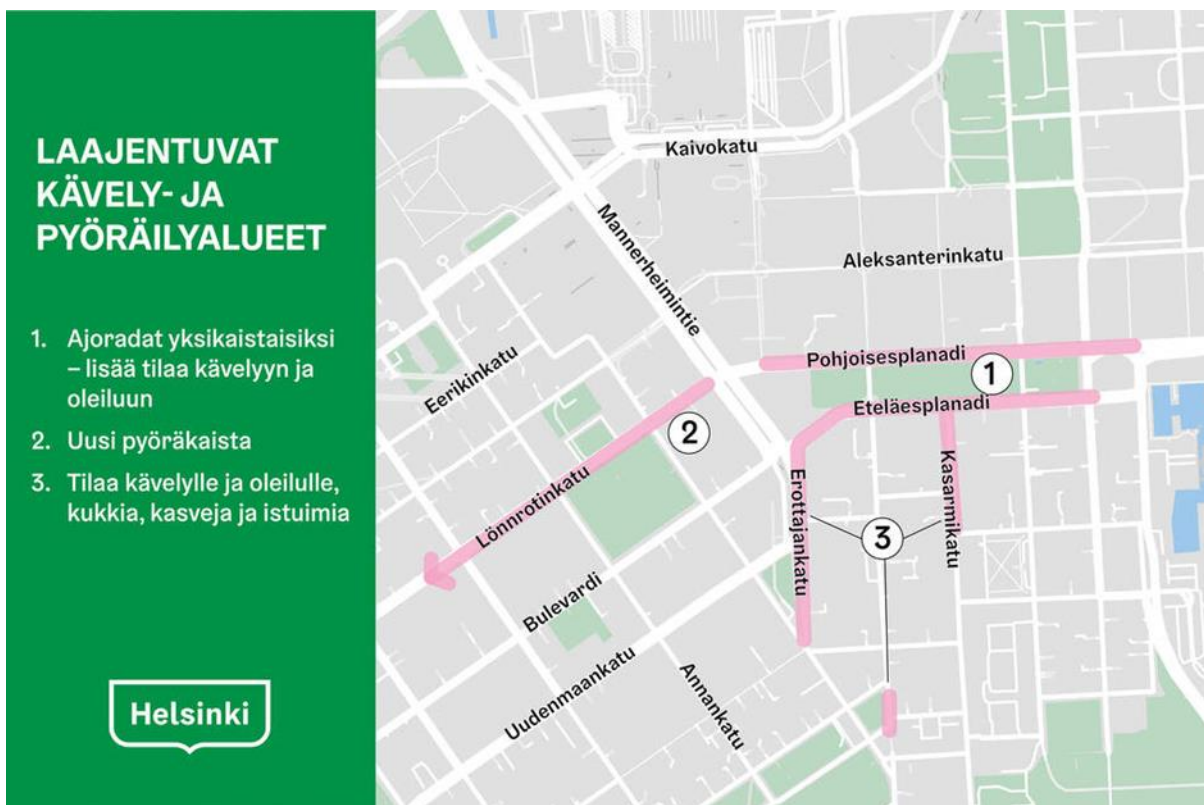 LAAJENTUVAT
KÄVELY- JA
PYÖRÄILYALUEET
1. Ajoradat yksikaistaisiksi
– lisää tilaa kävelyyn ja
oleiluun
2. Uusi pyöräkaista
3. Tilaa kävelylle ja oleilulle,
kukkia, kasveja ja istuimia
Helsinki
Kaivokatu
Mannerheimintie
Aleksanterinkatu
Pohjoisesplanadi
1
Eteläesplanadi
Eerikinkatu
2
Lönnrotinkatu
Erottajankatu
Kasarmikatu
3
Bulevardi
Uudenmaankatu
Annankatu